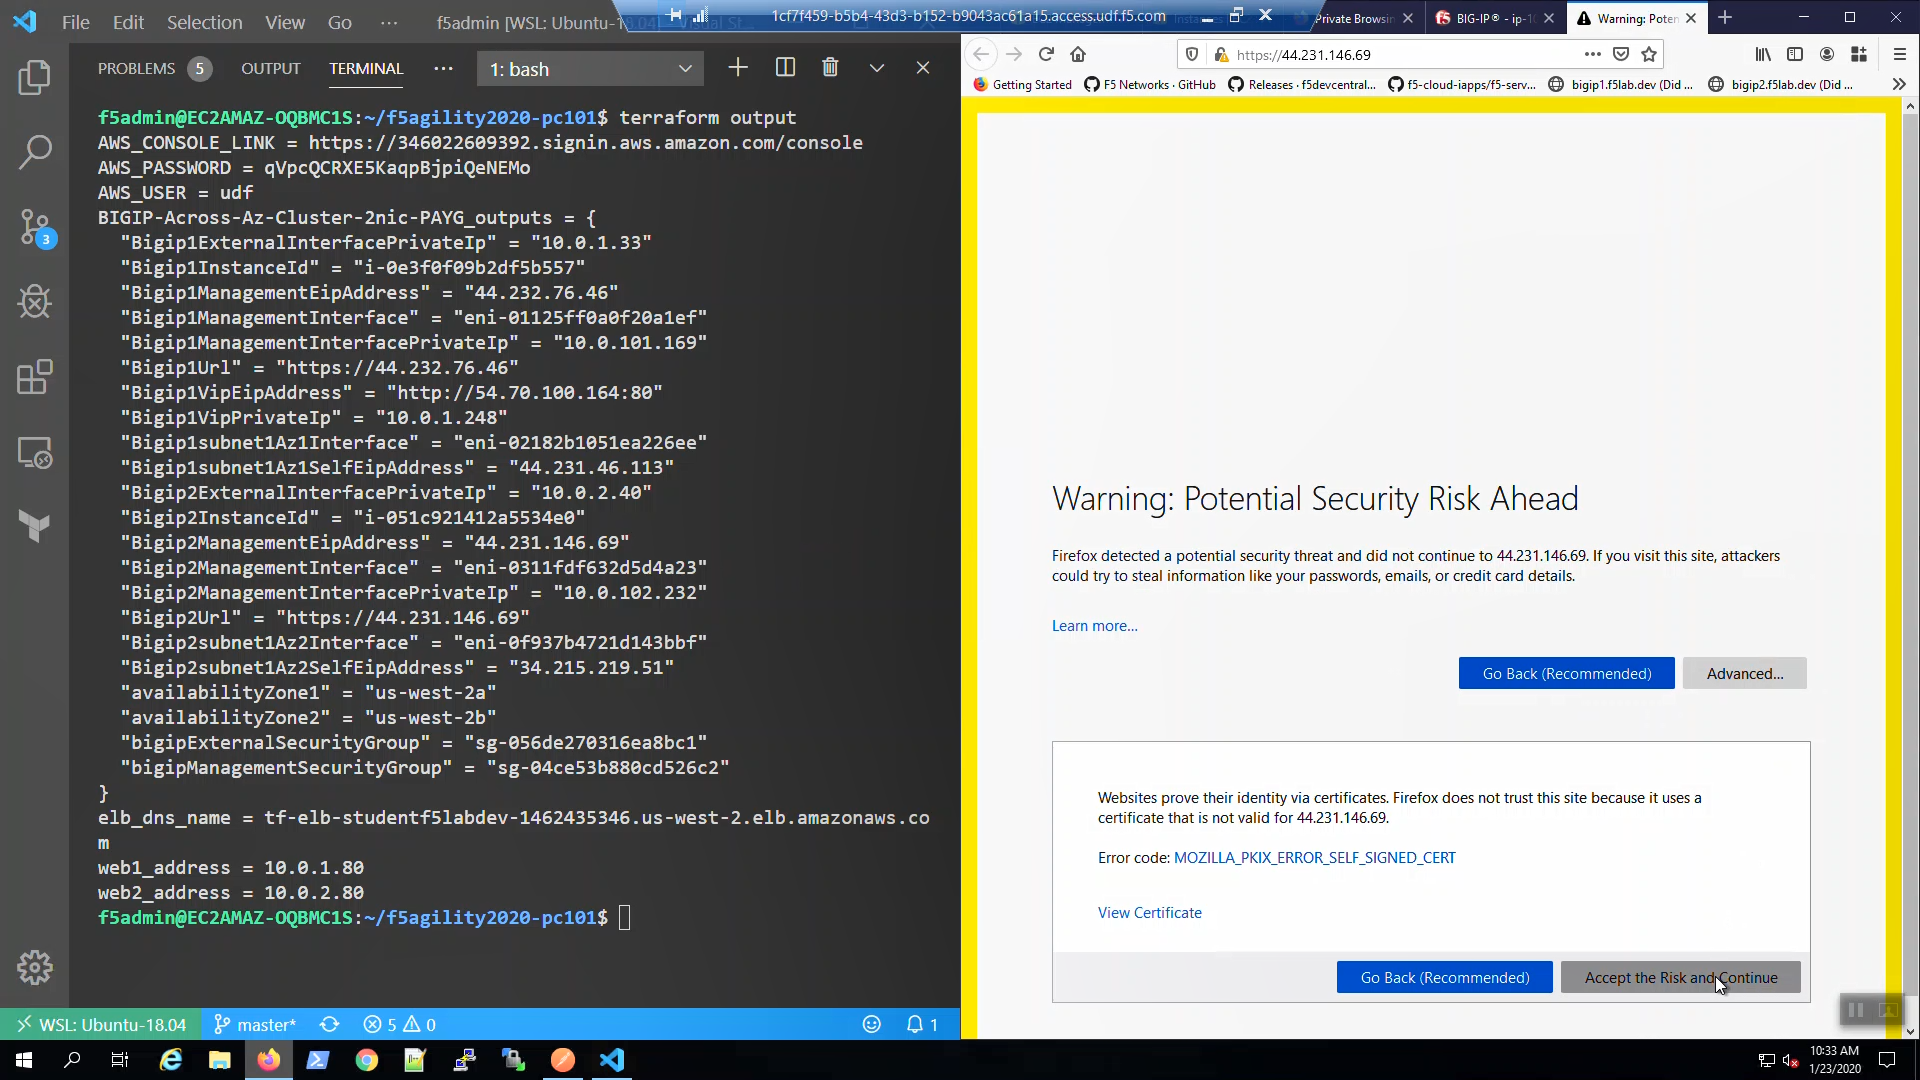 File Edit Selection View Go ··· f5admin [WSL: Ubuntu-18.04]
1cf7f459-b5b4-43d3-b152-b9043ac61a15.access.udf.f5.com
Private Browsin
BIG-IP® - ip-10
Warning: Poten
PROBLEMS 5 OUTPUT TERMINAL ··· 1: bash
https://44.231.146.69
Getting Started F5 Networks · GitHub Releases · f5devcentral... f5-cloud-iapps/f5-serv... bigip1.f5lab.dev (Did ... bigip2.f5lab.dev (Did ...
f5admin@EC2AMAZ-OQBMC1S:~/f5agility2020-pc101$ terraform output
AWS_CONSOLE_LINK = https://346022609392.signin.aws.amazon.com/console
AWS_PASSWORD = qVpcQCRXE5KaqpBjpiQeNEMo
AWS_USER = udf
BIGIP-Across-Az-Cluster-2nic-PAYG_outputs = {
"Bigip1ExternalInterfacePrivateIp" = "10.0.1.33"
"Bigip1InstanceId" = "i-0e3f0f09b2df5b557"
"Bigip1ManagementEipAddress" = "44.232.76.46"
"Bigip1ManagementInterface" = "eni-01125ff0a0f20a1ef"
"Bigip1ManagementInterfacePrivateIp" = "10.0.101.169"
"Bigip1Url" = "https://44.232.76.46"
"Bigip1VipEipAddress" = "http://54.70.100.164:80"
"Bigip1VipPrivateIp" = "10.0.1.248"
"Bigip1subnet1Az1Interface" = "eni-02182b1051ea226ee"
"Bigip1subnet1Az1SelfEipAddress" = "44.231.46.113"
"Bigip2ExternalInterfacePrivateIp" = "10.0.2.40"
"Bigip2InstanceId" = "i-051c921412a5534e0"
"Bigip2ManagementEipAddress" = "44.231.146.69"
"Bigip2ManagementInterface" = "eni-0311fdf632d5d4a23"
"Bigip2ManagementInterfacePrivateIp" = "10.0.102.232"
"Bigip2Url" = "https://44.231.146.69"
"Bigip2subnet1Az2Interface" = "eni-0f937b4721d143bbf"
"Bigip2subnet1Az2SelfEipAddress" = "34.215.219.51"
"availabilityZone1" = "us-west-2a"
"availabilityZone2" = "us-west-2b"
"bigipExternalSecurityGroup" = "sg-056de270316ea8bc1"
"bigipManagementSecurityGroup" = "sg-04ce53b880cd526c2"
}
elb_dns_name = tf-elb-studentf5labdev-1462435346.us-west-2.elb.amazonaws.co
m
web1_address = 10.0.1.80
web2_address = 10.0.2.80
f5admin@EC2AMAZ-OQBMC1S:~/f5agility2020-pc101$
Warning: Potential Security Risk Ahead
Firefox detected a potential security threat and did not continue to 44.231.146.69. If you visit this site, attackers
could try to steal information like your passwords, emails, or credit card details.
Learn more...
Go Back (Recommended) Advanced...
Websites prove their identity via certificates. Firefox does not trust this site because it uses a
certificate that is not valid for 44.231.146.69.
Error code: MOZILLA_PKIX_ERROR_SELF_SIGNED_CERT
View Certificate
Go Back (Recommended) Accept the Risk and Continue
3
WSL: Ubuntu-18.04 master* 5 0 1
10:33 AM
1/23/2020